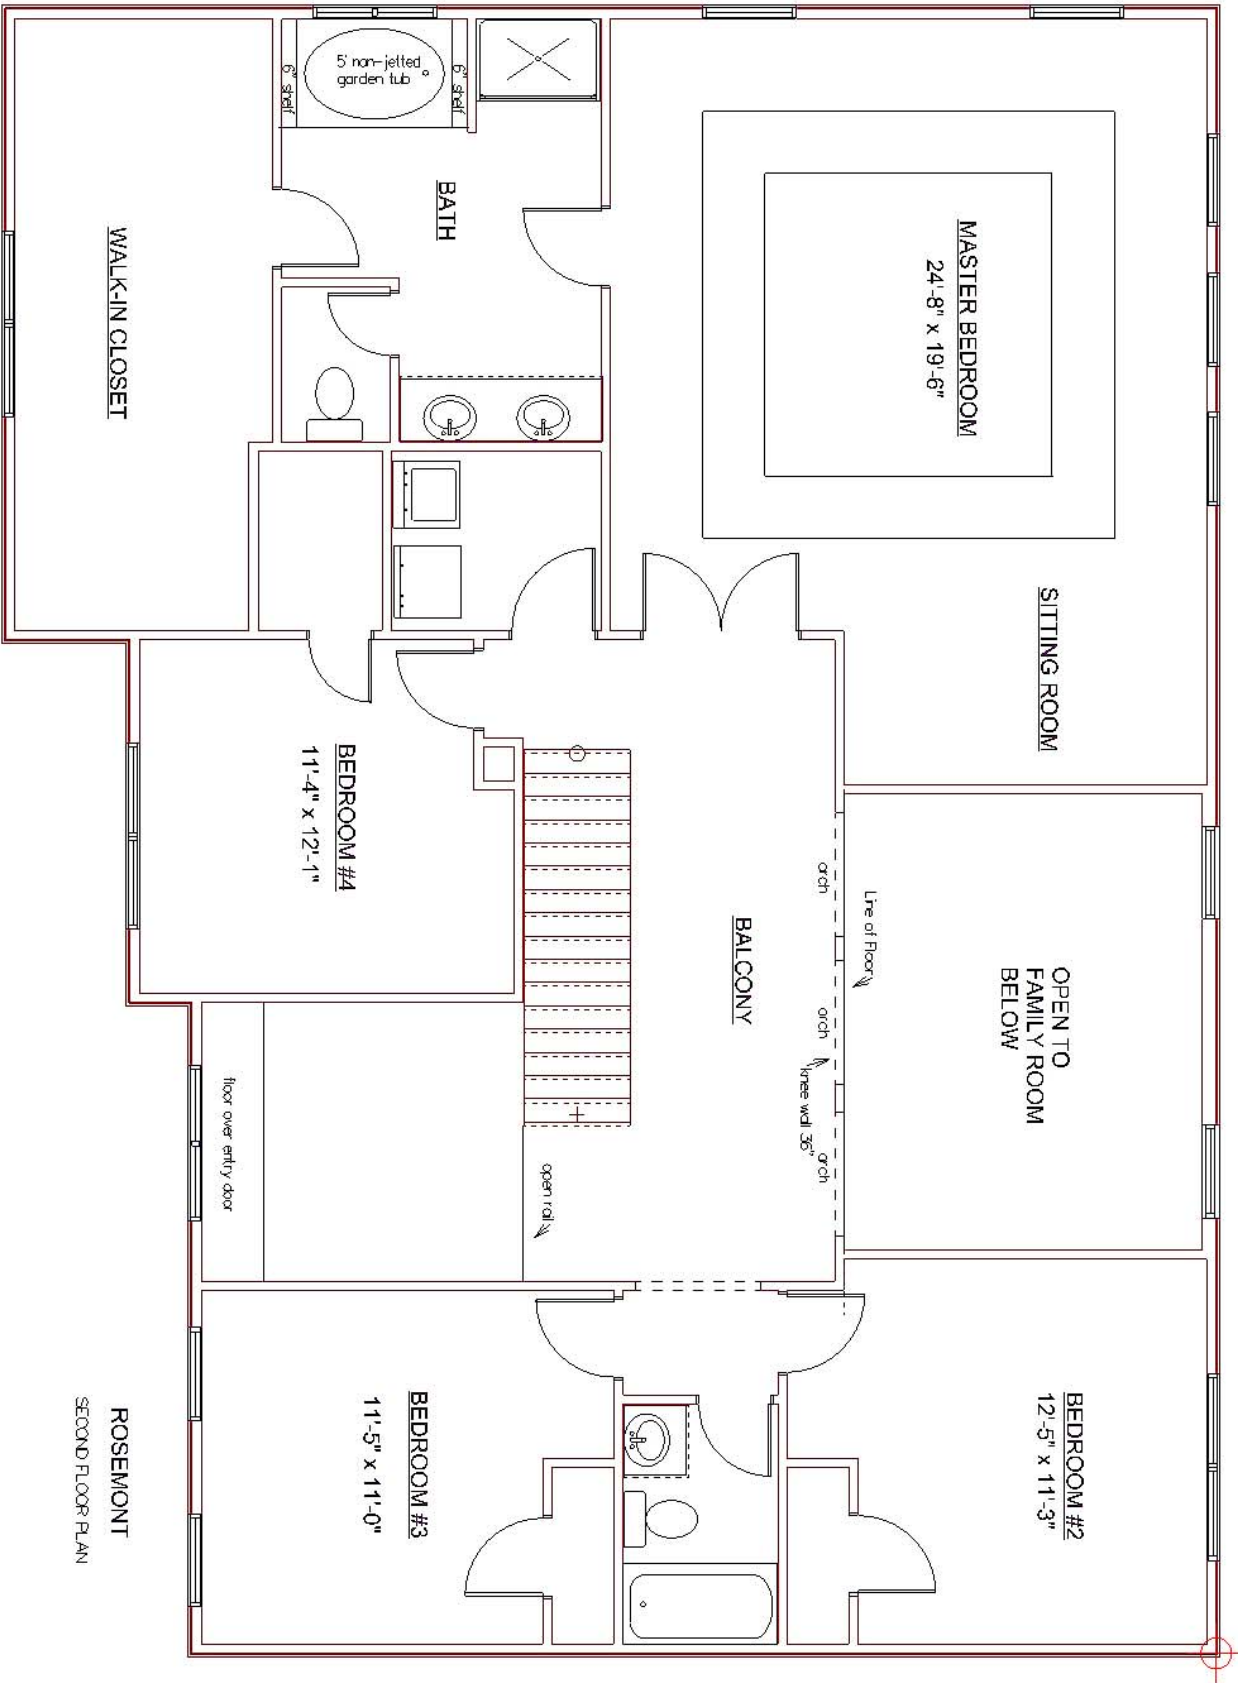 5' non-jetted
garden tub
6" shelf
6" shelf
BATH
WALK-IN CLOSET
MASTER BEDROOM
24'-8" x 19'-6"
SITTING ROOM
BEDROOM #4
11'-4" x 12'-1"
BALCONY
arch
arch
arch
Line of Floor
knee wall 36"
OPEN TO
FAMILY ROOM
BELOW
open rail
floor over entry door
BEDROOM #2
12'-5" x 11'-3"
BEDROOM #3
11'-5" x 11'-0"
ROSEMONT
SECOND FLOOR PLAN